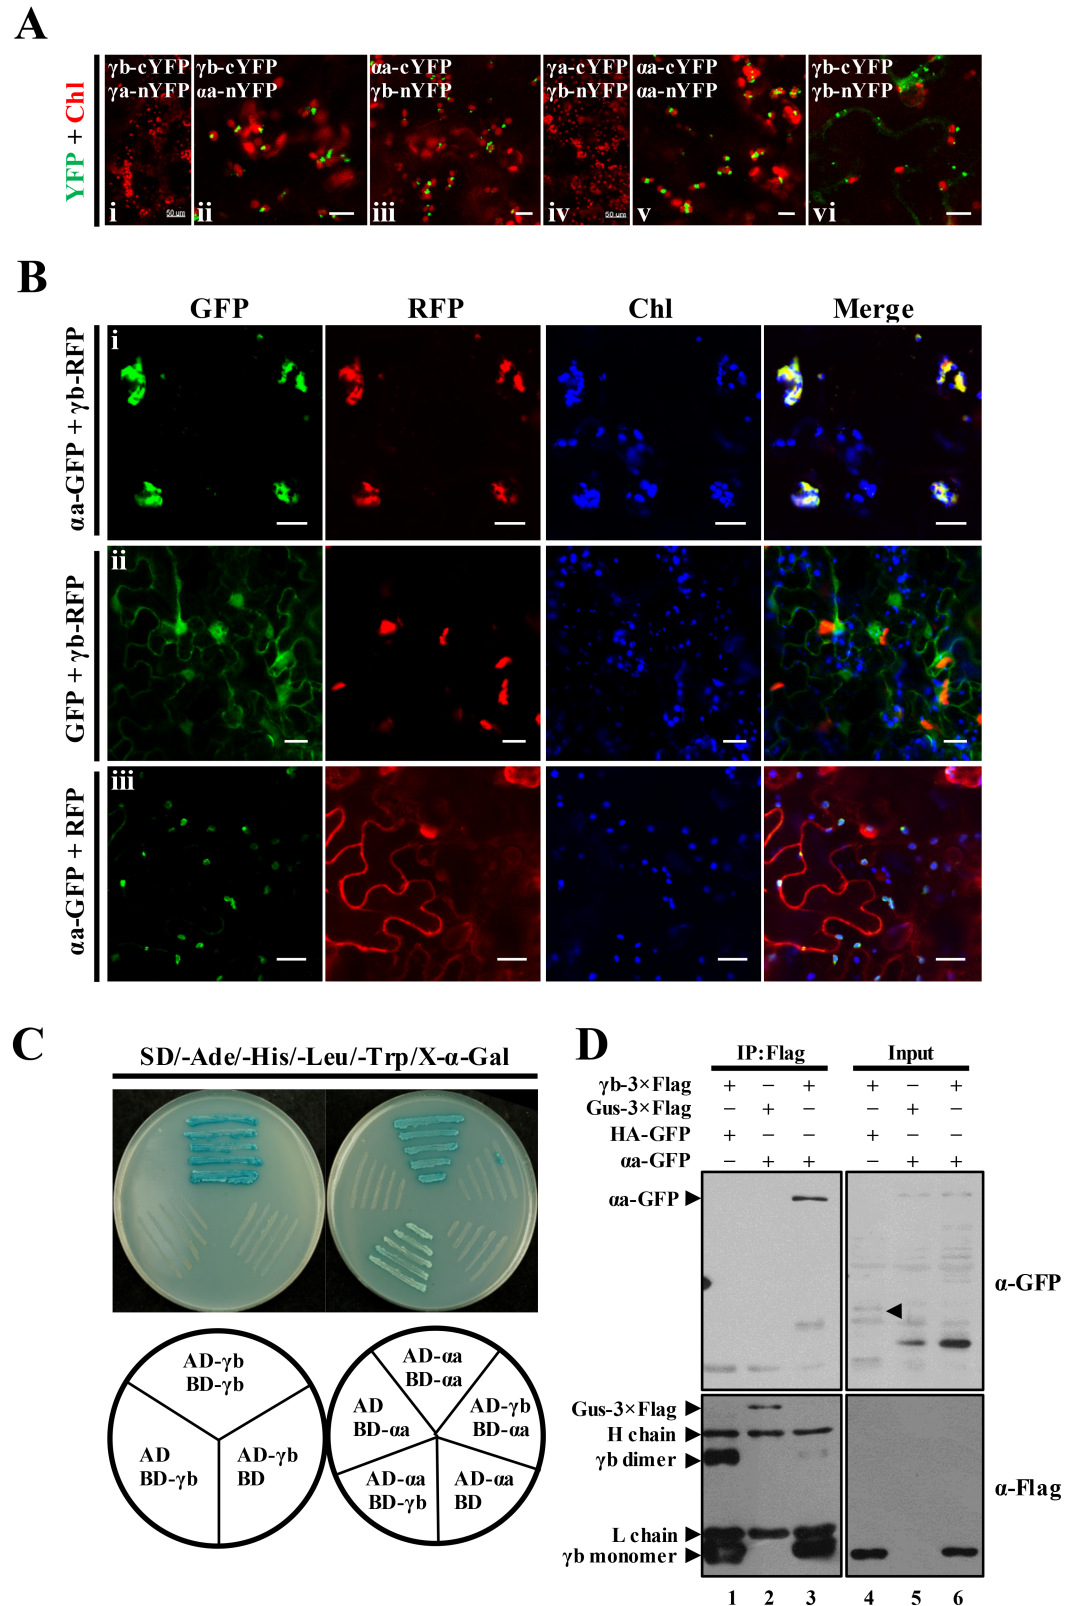 A
YFP + Chl
γb-cYFP
γa-nYFP
i
50 um
γb-cYFP
αa-nYFP
ii
αa-cYFP
γb-nYFP
iii
γa-cYFP
γb-nYFP
iv
50 um
αa-cYFP
αa-nYFP
v
γb-cYFP
γb-nYFP
vi
B
GFP RFP Chl Merge
αa-GFP + γb-RFP
i
GFP + γb-RFP
ii
αa-GFP + RFP
iii
C
SD/-Ade/-His/-Leu/-Trp/X-α-Gal
AD-γb
BD-γb
AD
BD-γb
AD-γb
BD
AD-αa
BD-αa
AD
BD-αa
AD-γb
BD-αa
AD-αa
BD-γb
AD-αa
BD
D
IP:Flag Input
γb-3×Flag + − + + − +
Gus-3×Flag − + − − + −
HA-GFP + − − + − −
αa-GFP − + + − + +
αa-GFP
α-GFP
Gus-3×Flag
H chain
γb dimer
α-Flag
L chain
γb monomer
1 2 3 4 5 6